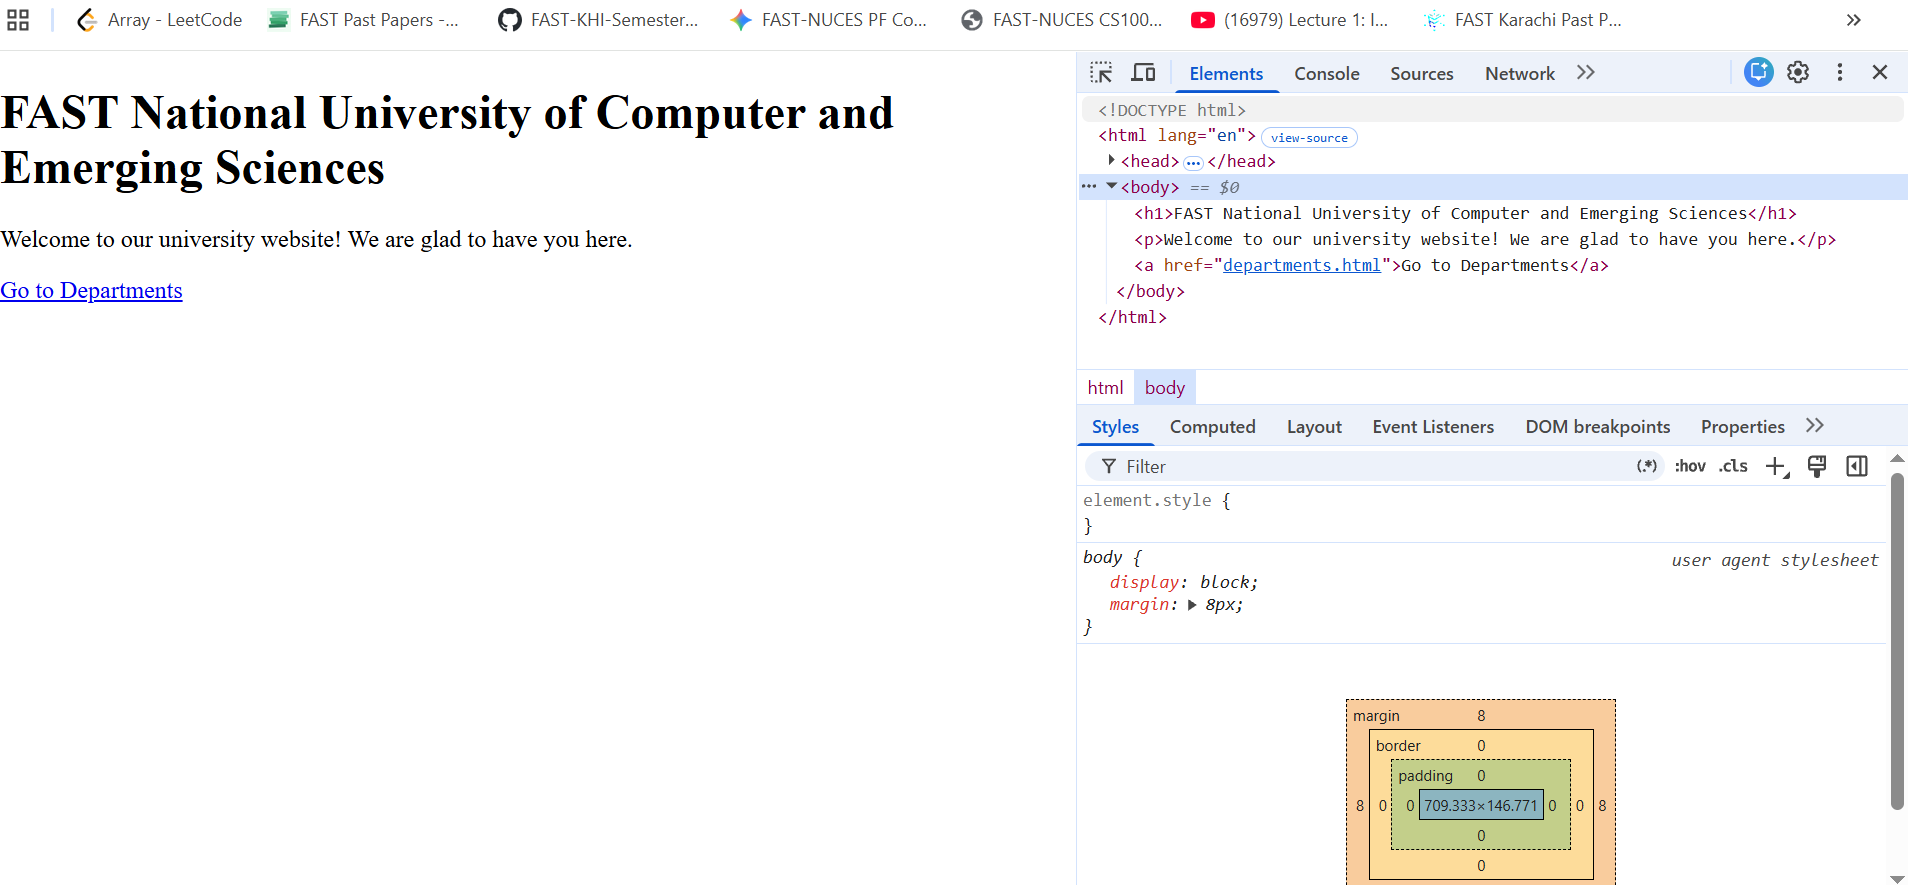 Array - LeetCode FAST Past Papers -... FAST-KHI-Semester... FAST-NUCES PF Co... FAST-NUCES CS100... (16979) Lecture 1: I... FAST Karachi Past P...
FAST National University of Computer and
Emerging Sciences
Welcome to our university website! We are glad to have you here.
Go to Departments
Elements Console Sources Network
<!DOCTYPE html>
<html lang="en"> view-source
<head> ... </head>
... <body> == $0
<h1>FAST National University of Computer and Emerging Sciences</h1>
<p>Welcome to our university website! We are glad to have you here.</p>
<a href="departments.html">Go to Departments</a>
</body>
</html>
html body
Styles Computed Layout Event Listeners DOM breakpoints Properties
Filter (.*) :hov .cls
element.style {
}
body { user agent stylesheet
display: block;
margin: 8px;
}
margin 8
border 0
padding 0
8 0 0 709.333×146.771 0 0 8
0
0